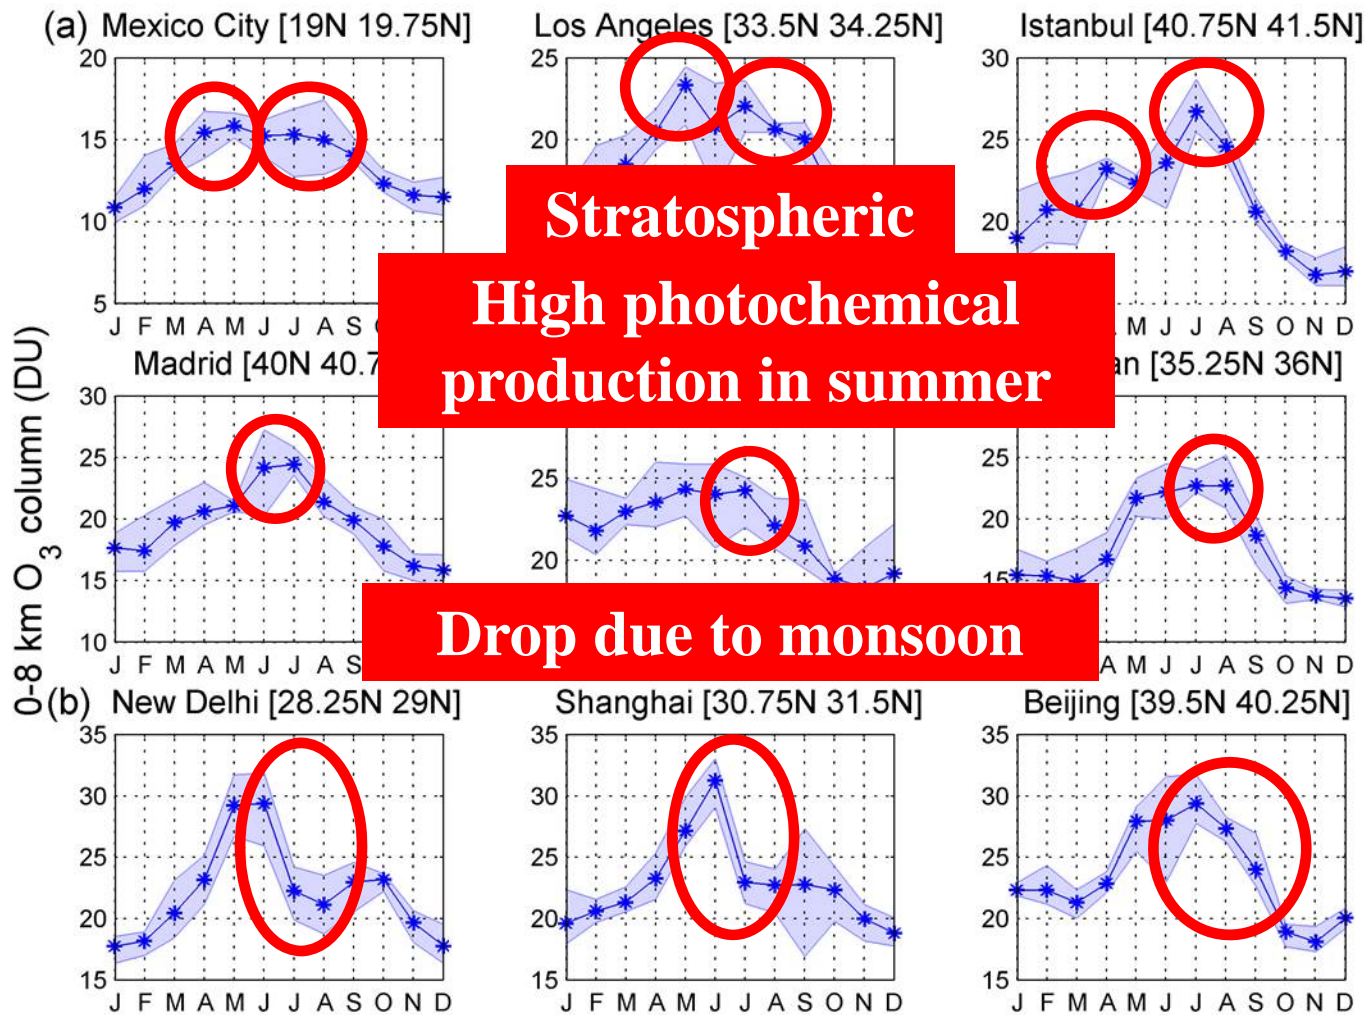 (a) Mexico City [19N 19.75N]
Los Angeles [33.5N 34.25N]
Istanbul [40.75N 41.5N]
20
15
10
5
J F M A M J J A S
25
20
30
25
20
M J J A S O N D
Stratospheric
High photochemical
production in summer
0-8 km O3 column (DU)
Madrid [40N 40.7
an [35.25N 36N]
30
25
20
15
10
J F M A M J J A S
25
20
A M J J A S O N D
Drop due to monsoon
(b) New Delhi [28.25N 29N]
Shanghai [30.75N 31.5N]
Beijing [39.5N 40.25N]
35
30
25
20
15
J F M A M J J A S O N D
35
30
25
20
15
J F M A M J J A S O N D
35
30
25
20
15
J F M A M J J A S O N D